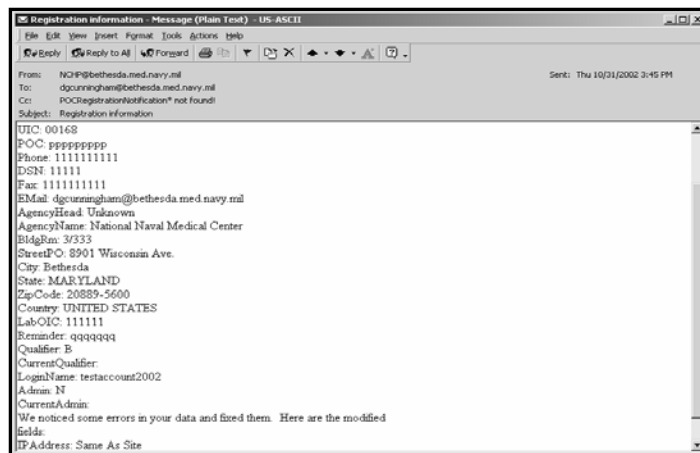 Registration information - Message (Plain Text) - US-ASCII
File Edit View Insert Format Tools Actions Help
Reply Reply to All Forward
From: NCHP@bethesda.med.navy.mil Sent: Thu 10/31/2002 3:45 PM
To: dgcunningham@bethesda.med.navy.mil
Cc: POCRegistrationNotification* not found!
Subject: Registration information
UIC: 00168
POC: ppppppppp
Phone: 1111111111
DSN: 11111
Fax: 1111111111
EMail: dgcunningham@bethesda.med.navy.mil
AgencyHead: Unknown
AgencyName: National Naval Medical Center
BldgRm: 3/333
StreetPO: 8901 Wisconsin Ave.
City: Bethesda
State: MARYLAND
ZipCode: 20889-5600
Country: UNITED STATES
LabOIC: 111111
Reminder: qqqqqqq
Qualifier: B
CurrentQualifier:
LoginName: testaccount2002
Admin: N
CurrentAdmin:
We noticed some errors in your data and fixed them. Here are the modified
fields:
IPAddress: Same As Site